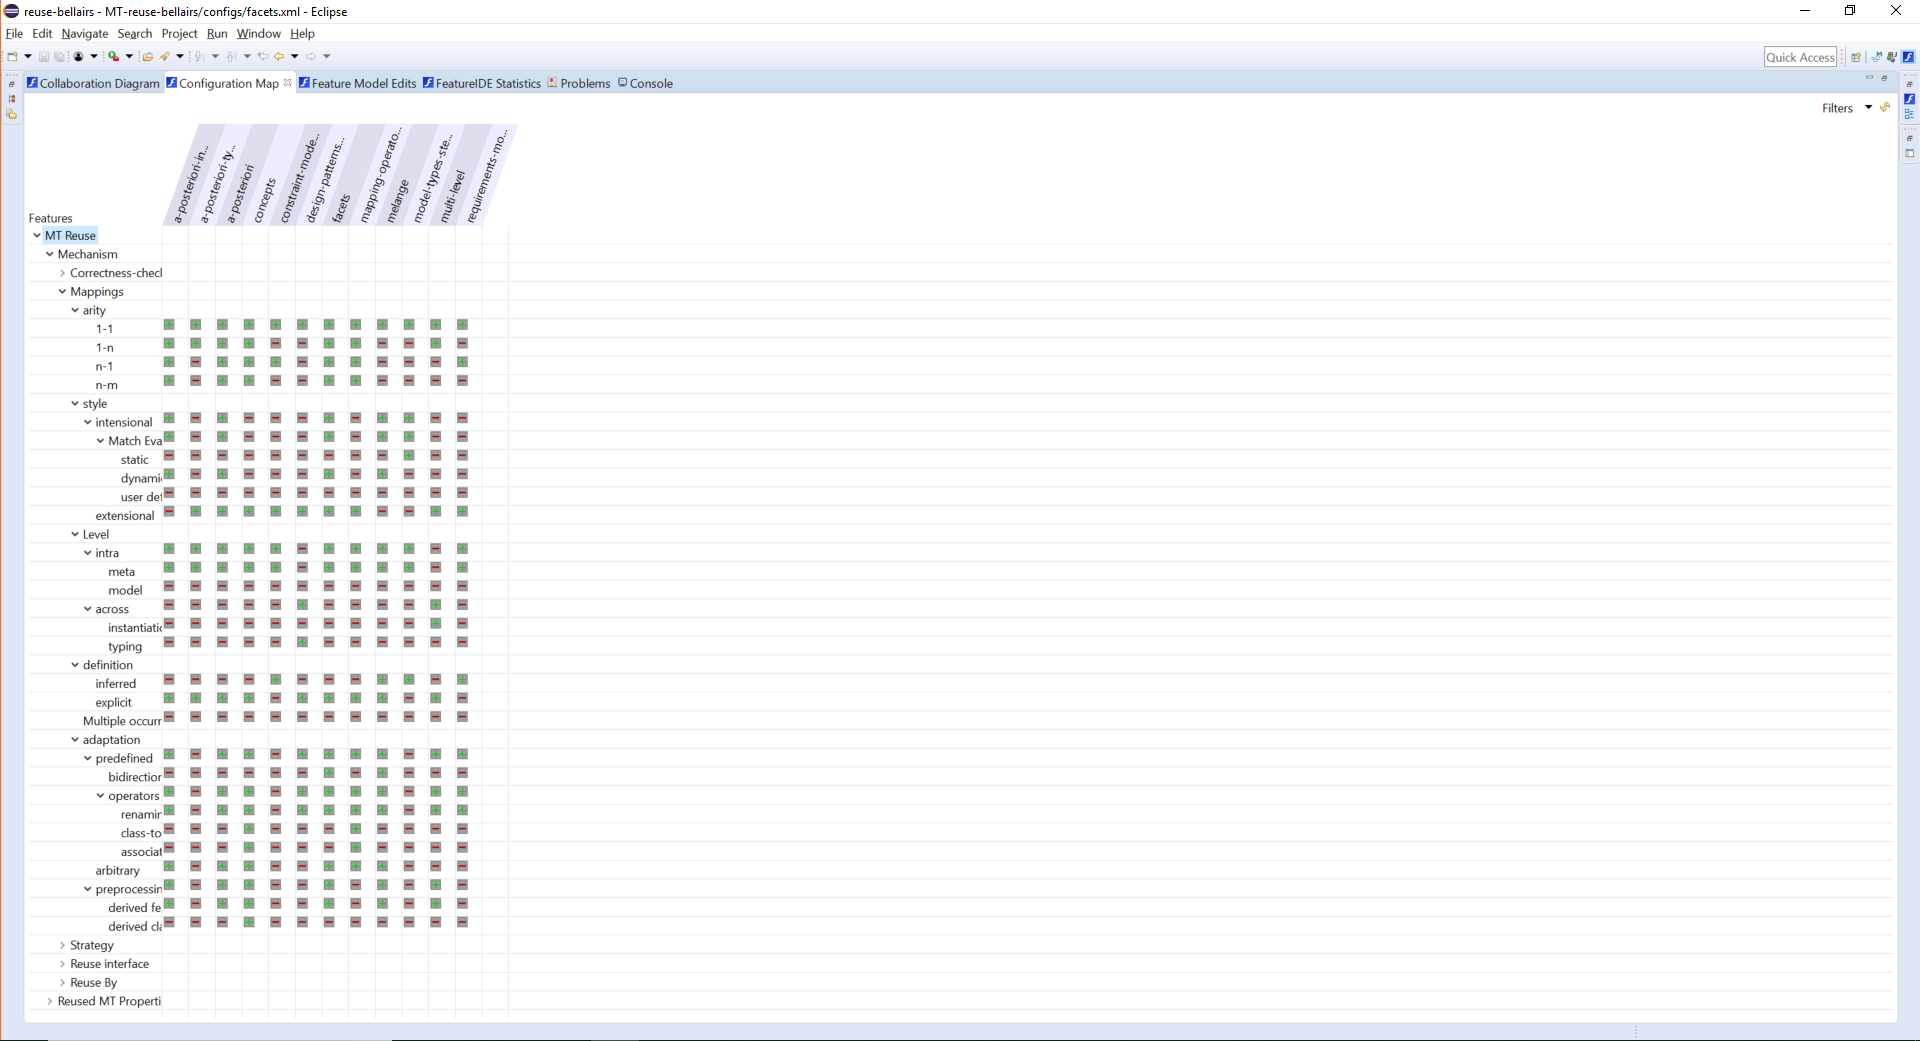 reuse-bellairs - MT-reuse-bellairs/configs/facets.xml - Eclipse
File Edit Navigate Search Project Run Window Help
Quick Access
Collaboration Diagram Configuration Map Feature Model Edits FeatureIDE Statistics Problems Console
Filters
a-posteriori-in...
a-posteriori-ty...
a-posteriori
concepts
constraint-mode...
design-patterns...
facets
mapping-operato...
melange
model-types-ste...
multi-level
requirements-mo...
Features
MT Reuse
Mechanism
Correctness-checl
Mappings
arity
1-1
1-n
n-1
n-m
style
intensional
Match Eva
static
dynami
user def
extensional
Level
intra
meta
model
across
instantiatio
typing
definition
inferred
explicit
Multiple occurr
adaptation
predefined
bidirection
operators
renamin
class-to
associat
arbitrary
preprocessin
derived fe
derived cla
Strategy
Reuse interface
Reuse By
Reused MT Properti